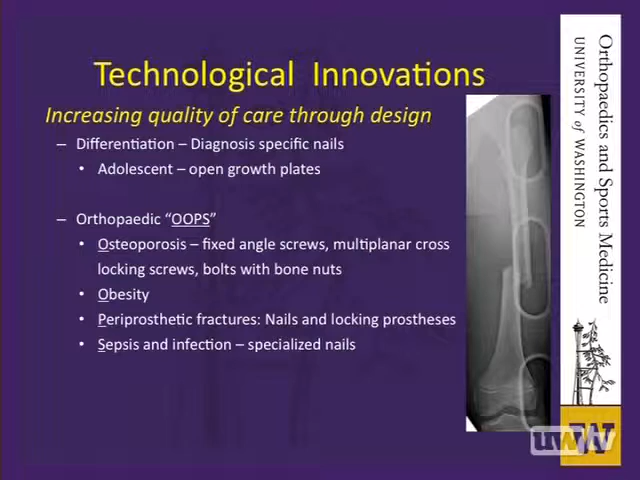 Technological Innovations
Increasing quality of care through design
– Differentiation – Diagnosis specific nails
• Adolescent – open growth plates
– Orthopaedic “OOPS”
• Osteoporosis – fixed angle screws, multiplanar cross
locking screws, bolts with bone nuts
• Obesity
• Periprosthetic fractures: Nails and locking prostheses
• Sepsis and infection – specialized nails
Orthopaedics and Sports Medicine
UNIVERSITY of WASHINGTON
W